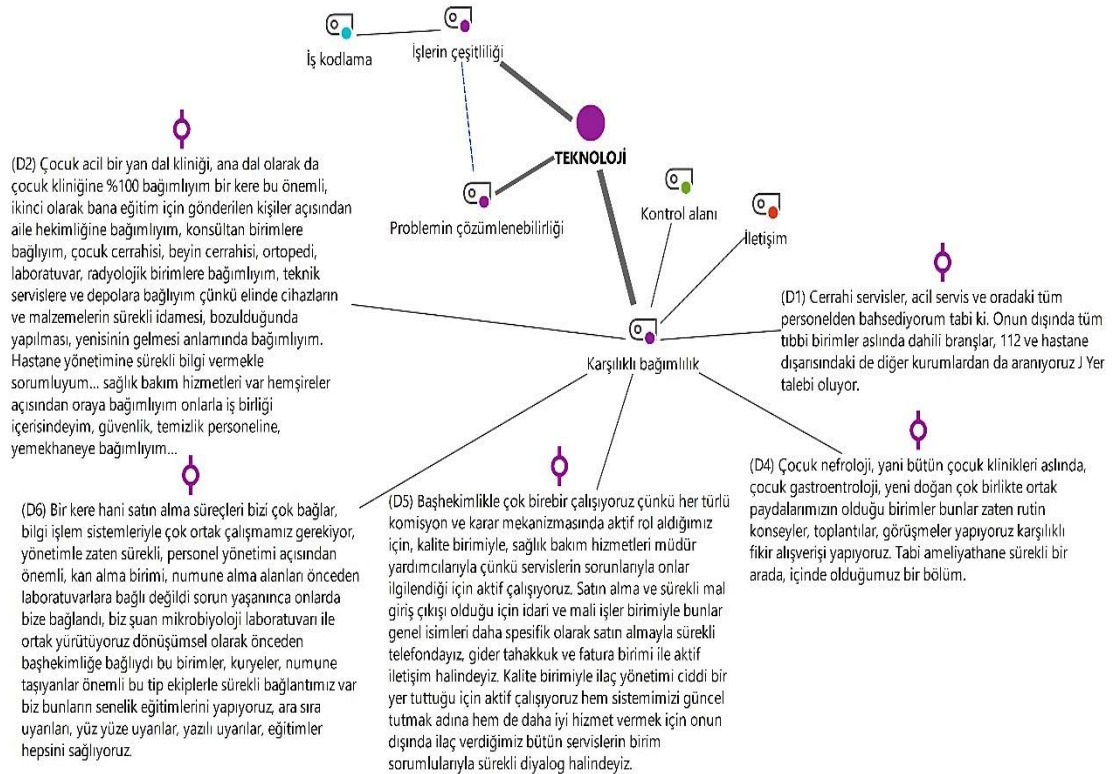 İş kodlama
İşlerin çeşitliliği
TEKNOLOJİ
Problemin çözümlenebilirliği
Kontrol alanı
İletişim
Karşılıklı bağımlılık
(D2) Çocuk acil bir yan dal kliniği, ana dal olarak da
çocuk kliniğine %100 bağımlıyım bir kere bu önemli,
ikinci olarak bana eğitim için gönderilen kişiler açısından
aile hekimliğine bağımlıyım, konsültan birimlere
bağlıyım, çocuk cerrahisi, beyin cerrahisi, ortopedi,
laboratuvar, radyolojik birimlere bağımlıyım, teknik
servislere ve depolara bağlıyım çünkü elinde cihazların
ve malzemelerin sürekli idamesi, bozulduğunda
yapılması, yenisinin gelmesi anlamında bağımlıyım.
Hastane yönetimine sürekli bilgi vermekle
sorumluyum... sağlık bakım hizmetleri var hemşireler
açısından oraya bağımlıyım onlarla iş birliği
içerisindeyim, güvenlik, temizlik personeline,
yemekhaneye bağımlıyım...
(D1) Cerrahi servisler, acil servis ve oradaki tüm
personelden bahsediyorum tabi ki. Onun dışında tüm
tıbbi birimler aslında dahili branşlar, 112 ve hastane
dışarısındaki de diğer kurumlardan da aranıyoruz J Yer
talebi oluyor.
(D6) Bir kere hani satın alma süreçleri bizi çok bağlar,
bilgi işlem sistemleriyle çok ortak çalışmamız gerekiyor,
yönetimle zaten sürekli, personel yönetimi açısından
önemli, kan alma birimi, numune alma alanları önceden
laboratuvarlara bağlı değildi sorun yaşanınca onlarda
bize bağlandı, biz şuan mikrobiyoloji laboratuvarı ile
ortak yürütüyoruz dönüşümsel olarak önceden
başhekimliğe bağlıydı bu birimler, kuryeler, numune
taşıyanlar önemli bu tip ekiplerle sürekli bağlantımız var
biz bunların senelik eğitimlerini yapıyoruz, ara sıra
uyarıları, yüz yüze uyarılar, yazılı uyarılar, eğitimler
hepsini sağlıyoruz.
(D5) Başhekimlikle çok birebir çalışıyoruz çünkü her türlü
komisyon ve karar mekanizmasında aktif rol aldığımız
için, kalite birimiyle, sağlık bakım hizmetleri müdür
yardımcılarıyla çünkü servislerin sorunlarıyla onlar
ilgilendiği için aktif çalışıyoruz. Satın alma ve sürekli mal
giriş çıkışı olduğu için idari ve mali işler birimiyle bunlar
genel isimleri daha spesifik olarak satın almayla sürekli
telefondayız, gider tahakkuk ve fatura birimi ile aktif
iletişim halindeyiz. Kalite birimiyle ilaç yönetimi ciddi bir
yer tuttuğu için aktif çalışıyoruz hem sistemimizi güncel
tutmak adına hem de daha iyi hizmet vermek için onun
dışında ilaç verdiğimiz bütün servislerin birim
sorumlularıyla sürekli diyalog halindeyiz.
(D4) Çocuk nefroloji, yani bütün çocuk klinikleri aslında,
çocuk gastroentroloji, yeni doğan çok birlikte ortak
paydalarımızın olduğu birimler bunlar zaten rutin
konseyler, toplantılar, görüşmeler yapıyoruz karşılıklı
fikir alışverişi yapıyoruz. Tabi ameliyathane sürekli bir
arada, içinde olduğumuz bir bölüm.